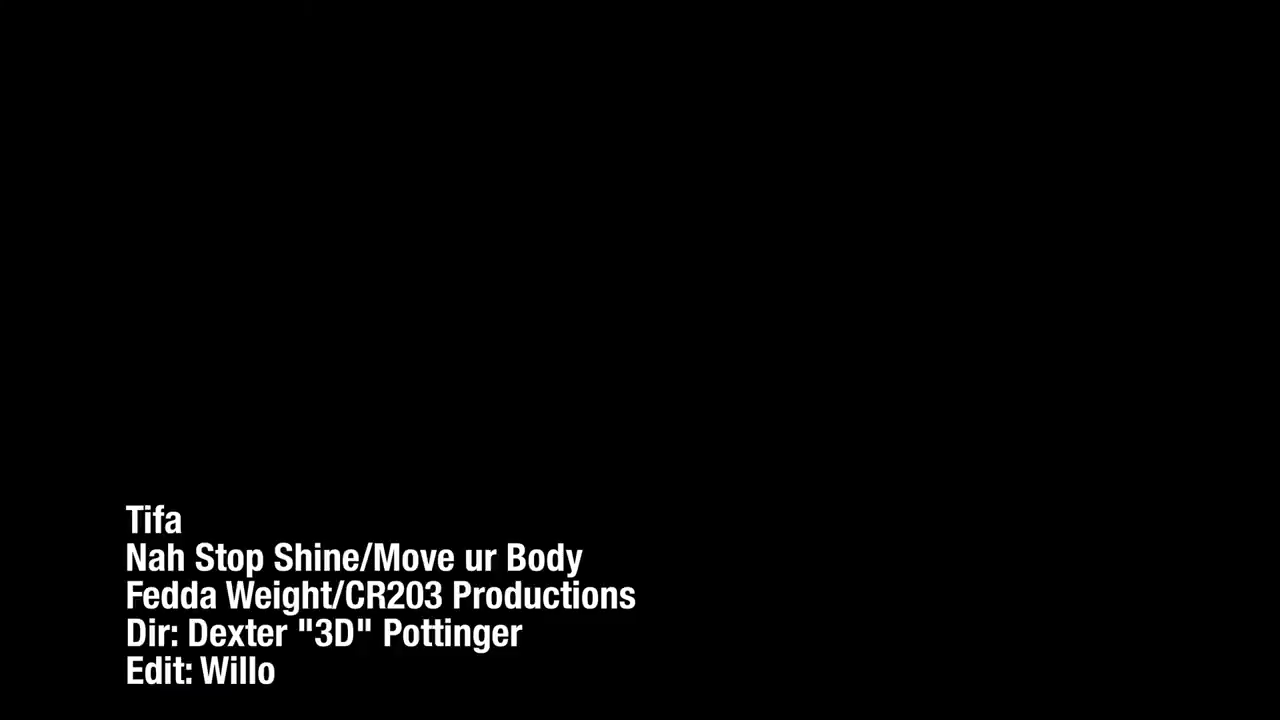 Tifa
Nah Stop Shine/Move ur Body
Fedda Weight/CR203 Productions
Dir: Dexter "3D" Pottinger
Edit: Willo